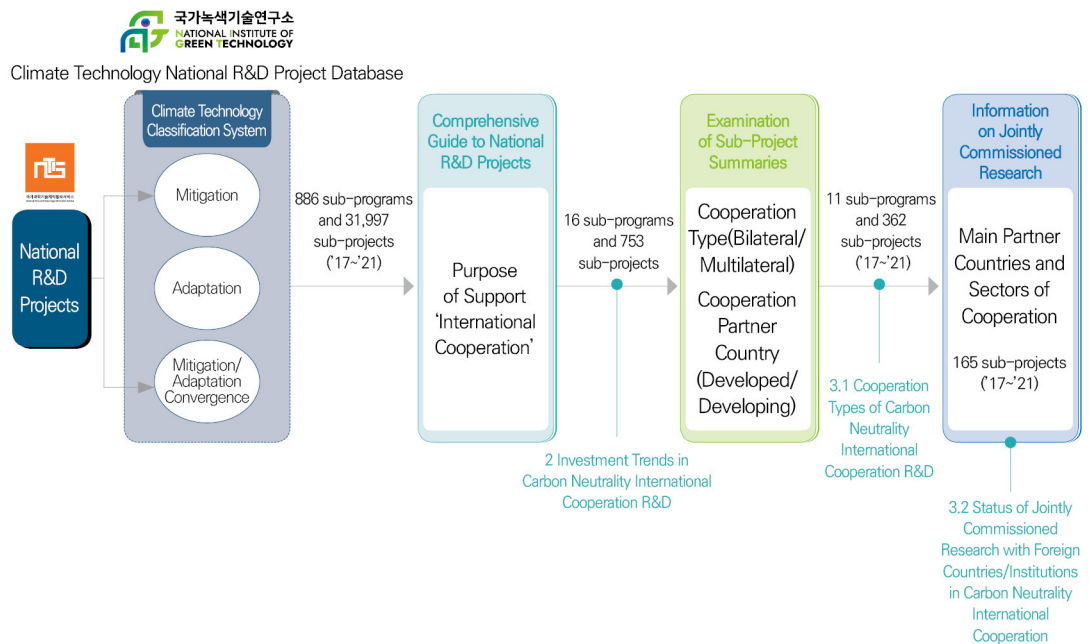 국가녹색기술연구소
NATIONAL INSTITUTE OF
GREEN TECHNOLOGY
Climate Technology National R&D Project Database
National
R&D
Projects
Climate Technology
Classification System
Mitigation
Adaptation
Mitigation/
Adaptation
Convergence
886 sub-programs
and 31,997
sub-projects
('17~'21)
Comprehensive
Guide to National
R&D Projects
Purpose
of Support
‘International
Cooperation’
16 sub-programs
and 753
sub-projects
2 Investment Trends in
Carbon Neutrality International
Cooperation R&D
Examination
of Sub-Project
Summaries
Cooperation
Type(Bilateral/
Multilateral)
Cooperation
Partner
Country
(Developed/
Developing)
11 sub-programs
and 362
sub-projects
('17~'21)
3.1 Cooperation
Types of Carbon
Neutrality
International
Cooperation R&D
Information
on Jointly
Commissioned
Research
Main Partner
Countries and
Sectors of
Cooperation
165 sub-projects
('17~'21)
3.2 Status of Jointly
Commissioned
Research with Foreign
Countries/Institutions
in Carbon Neutrality
International
Cooperation